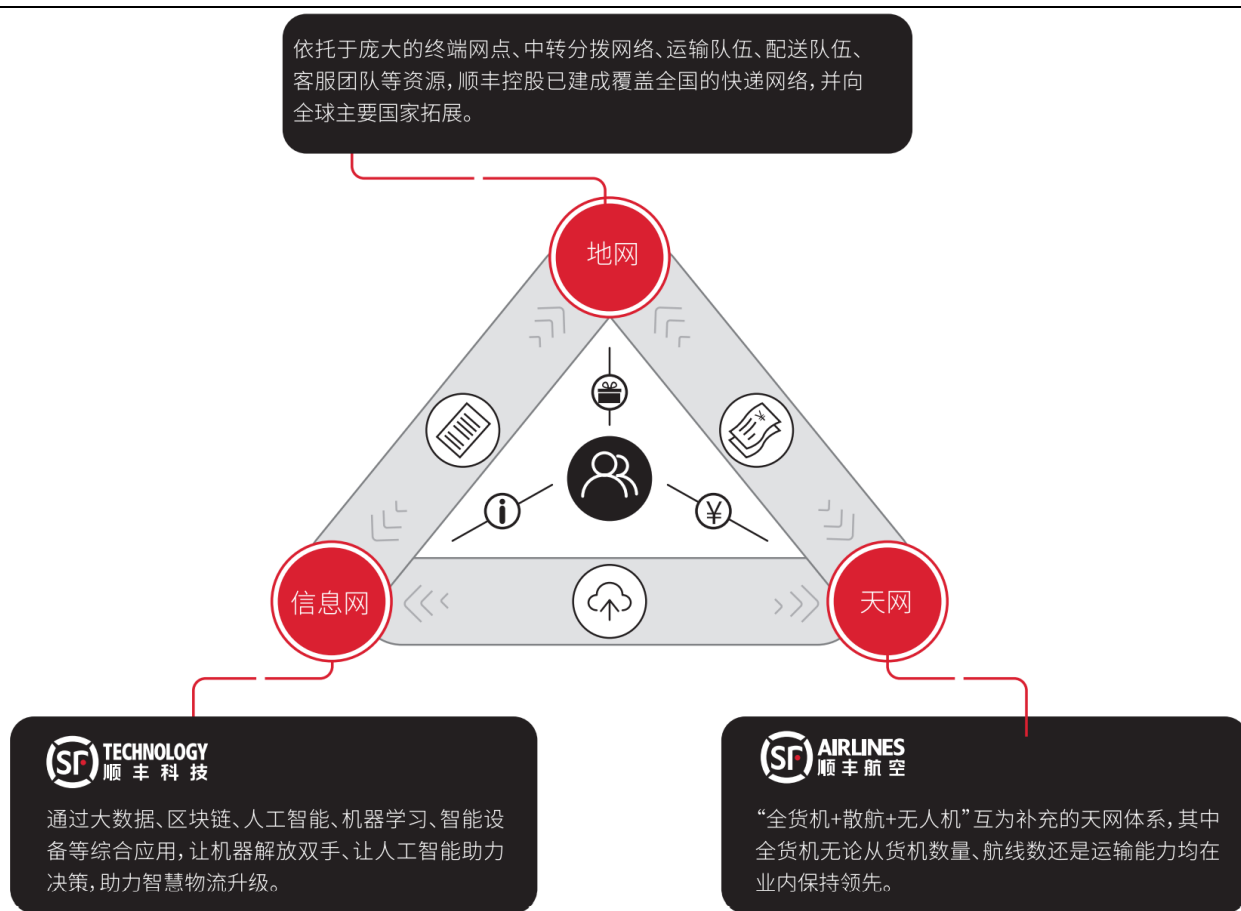 依托于庞大的终端网点、中转分拨网络、运输队伍、配送队伍、
客服团队等资源,顺丰控股已建成覆盖全国的快递网络,并向
全球主要国家拓展。
地网
¥
i
¥
信息网
天网
SF TECHNOLOGY
顺丰科技
通过大数据、区块链、人工智能、机器学习、智能设
备等综合应用,让机器解放双手、让人工智能助力
决策,助力智慧物流升级。
SF AIRLINES
顺丰航空
“全货机+散航+无人机”互为补充的天网体系,其中
全货机无论从货机数量、航线数还是运输能力均在
业内保持领先。